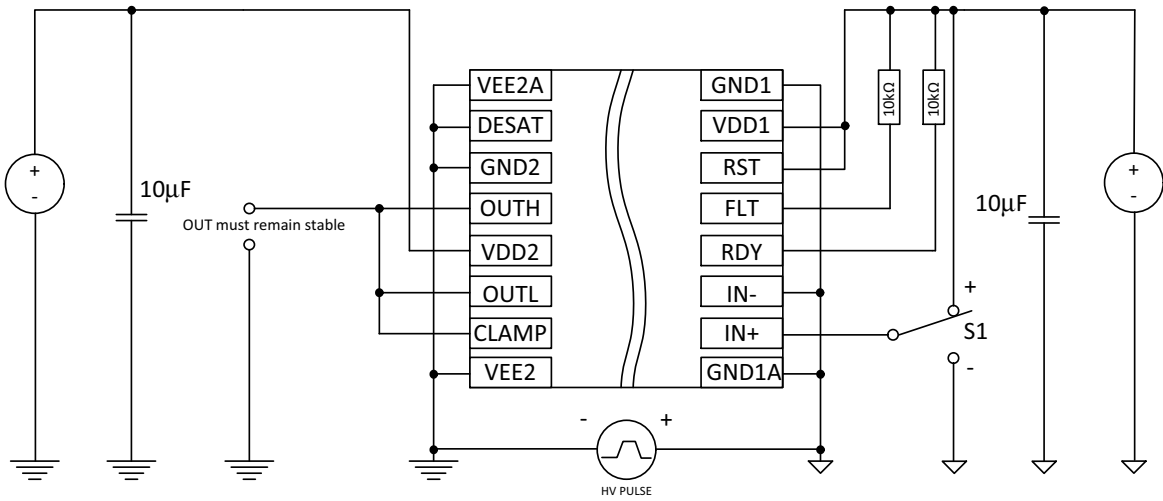 VEE2A
DESAT
GND2
OUTH
VDD2
OUTL
CLAMP
VEE2
GND1
VDD1
RST
FLT
RDY
IN-
IN+
GND1A
+
-
10μF
OUT must remain stable
10kΩ
10kΩ
10μF
+
-
+
S1
-
-
+
HV PULSE